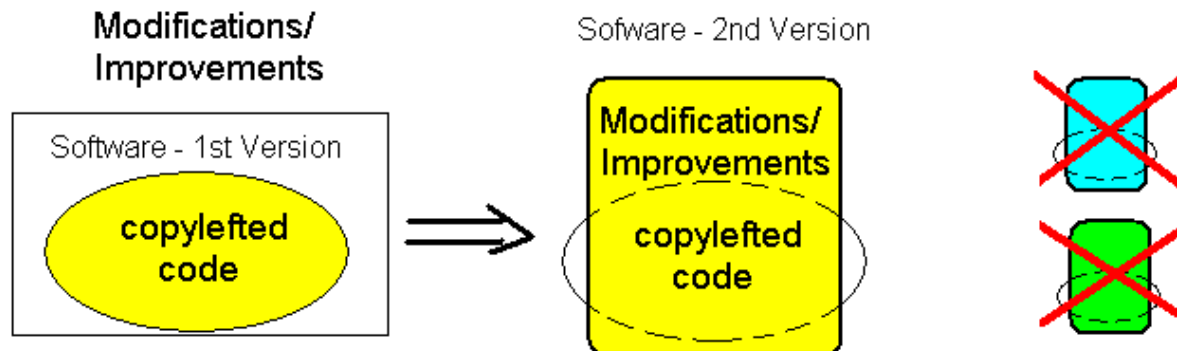 Modifications/
Improvements
Software - 1st Version
copylefted
code
Sofware - 2nd Version
Modifications/
Improvements
copylefted
code